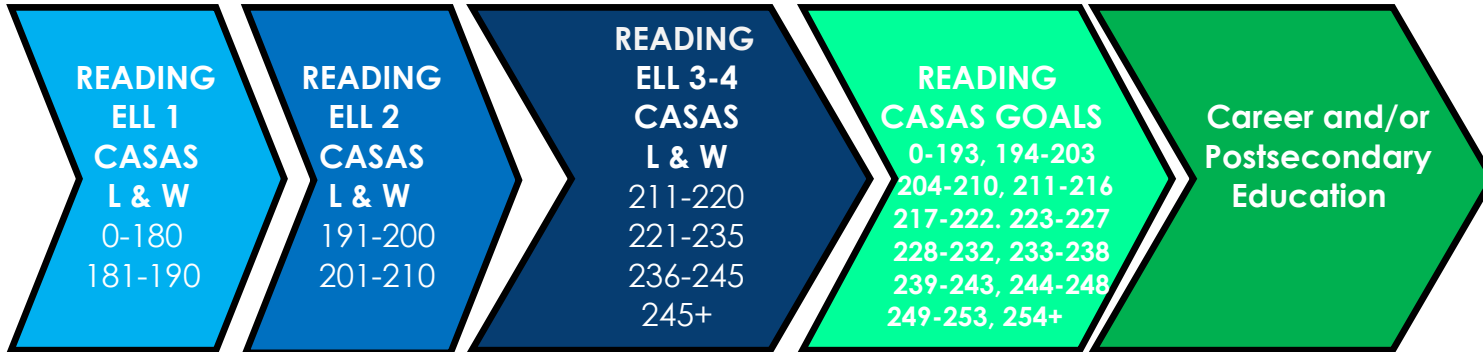 READING
ELL 1
CASAS
L & W
0-180
181-190
READING
ELL 2
CASAS
L & W
191-200
201-210
READING
ELL 3-4
CASAS
L & W
211-220
221-235
236-245
245+
READING
CASAS GOALS
0-193, 194-203
204-210, 211-216
217-222. 223-227
228-232, 233-238
239-243, 244-248
249-253, 254+
Career and/or
Postsecondary
Education